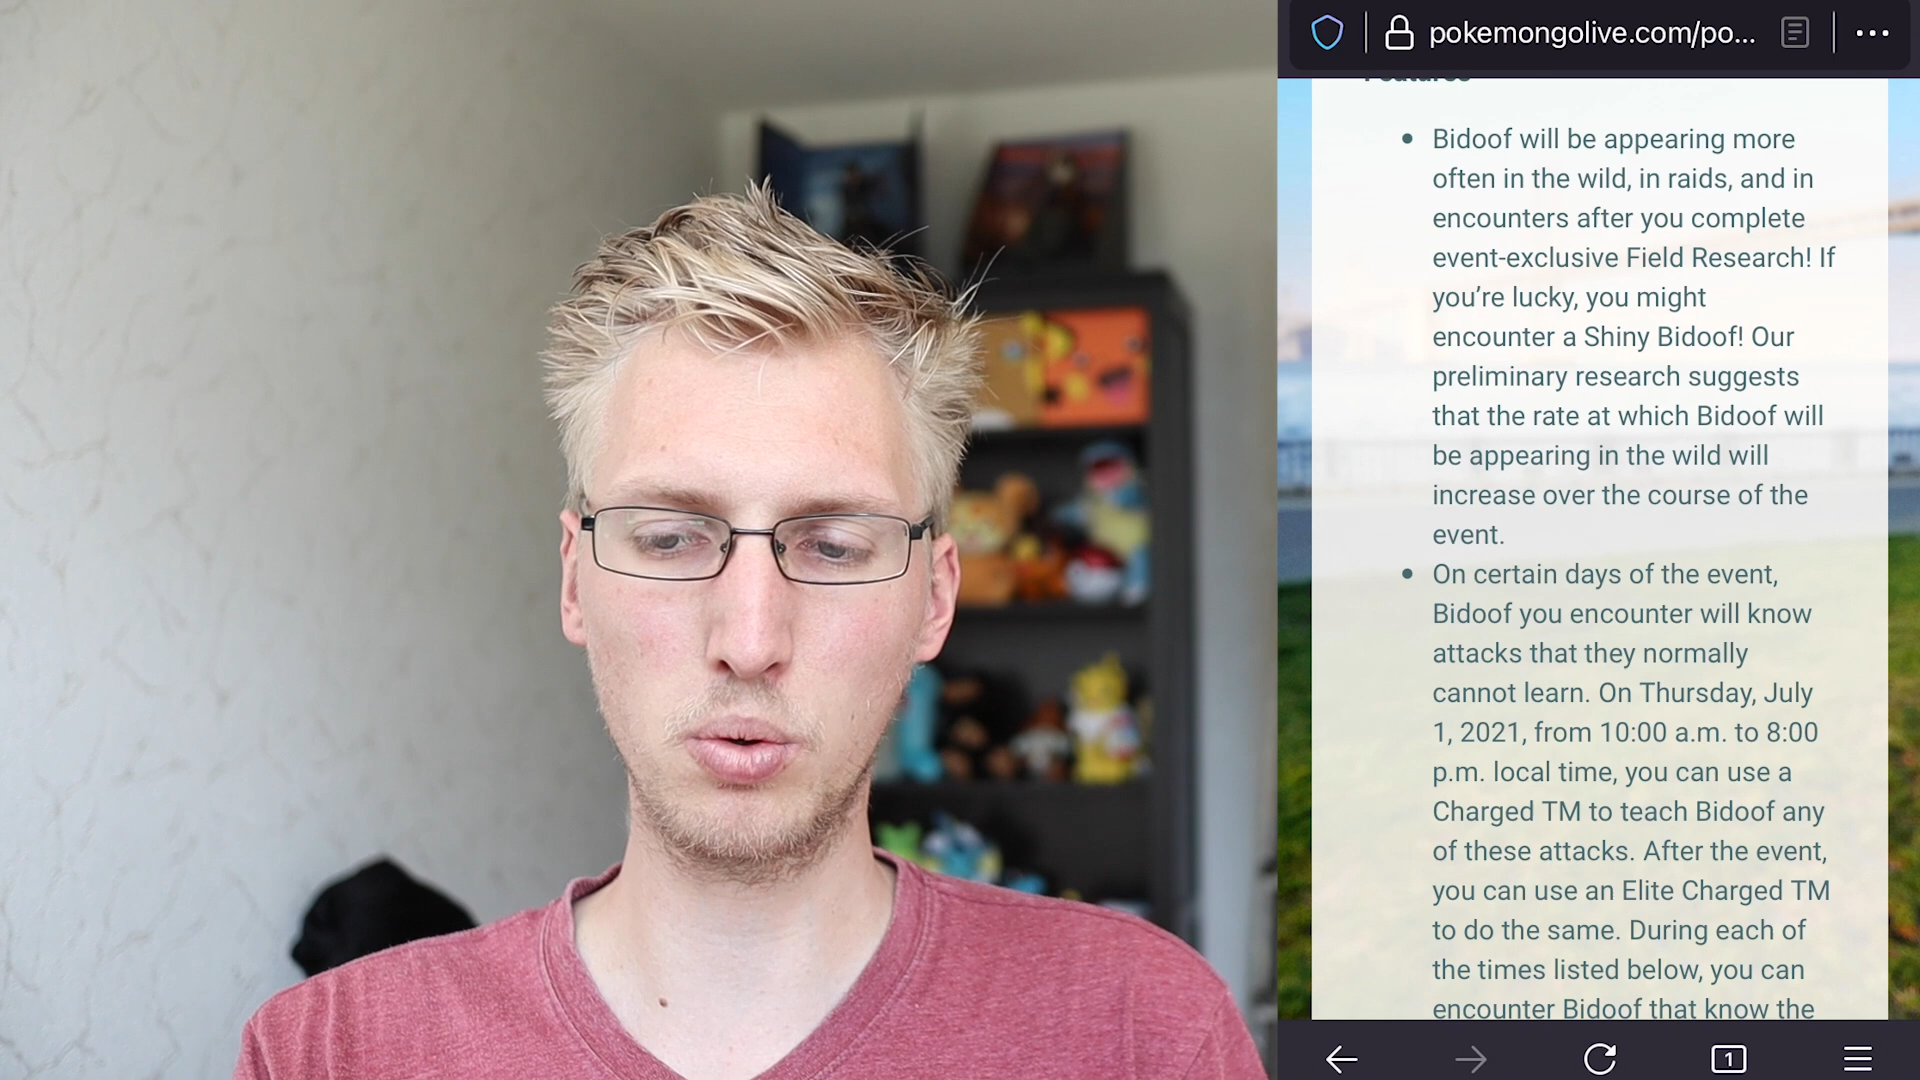 pokemongolive.com/po...
Features
Bidoof will be appearing more
often in the wild, in raids, and in
encounters after you complete
event-exclusive Field Research! If
you’re lucky, you might
encounter a Shiny Bidoof! Our
preliminary research suggests
that the rate at which Bidoof will
be appearing in the wild will
increase over the course of the
event.
On certain days of the event,
Bidoof you encounter will know
attacks that they normally
cannot learn. On Thursday, July
1, 2021, from 10:00 a.m. to 8:00
p.m. local time, you can use a
Charged TM to teach Bidoof any
of these attacks. After the event,
you can use an Elite Charged TM
to do the same. During each of
the times listed below, you can
encounter Bidoof that know the
1